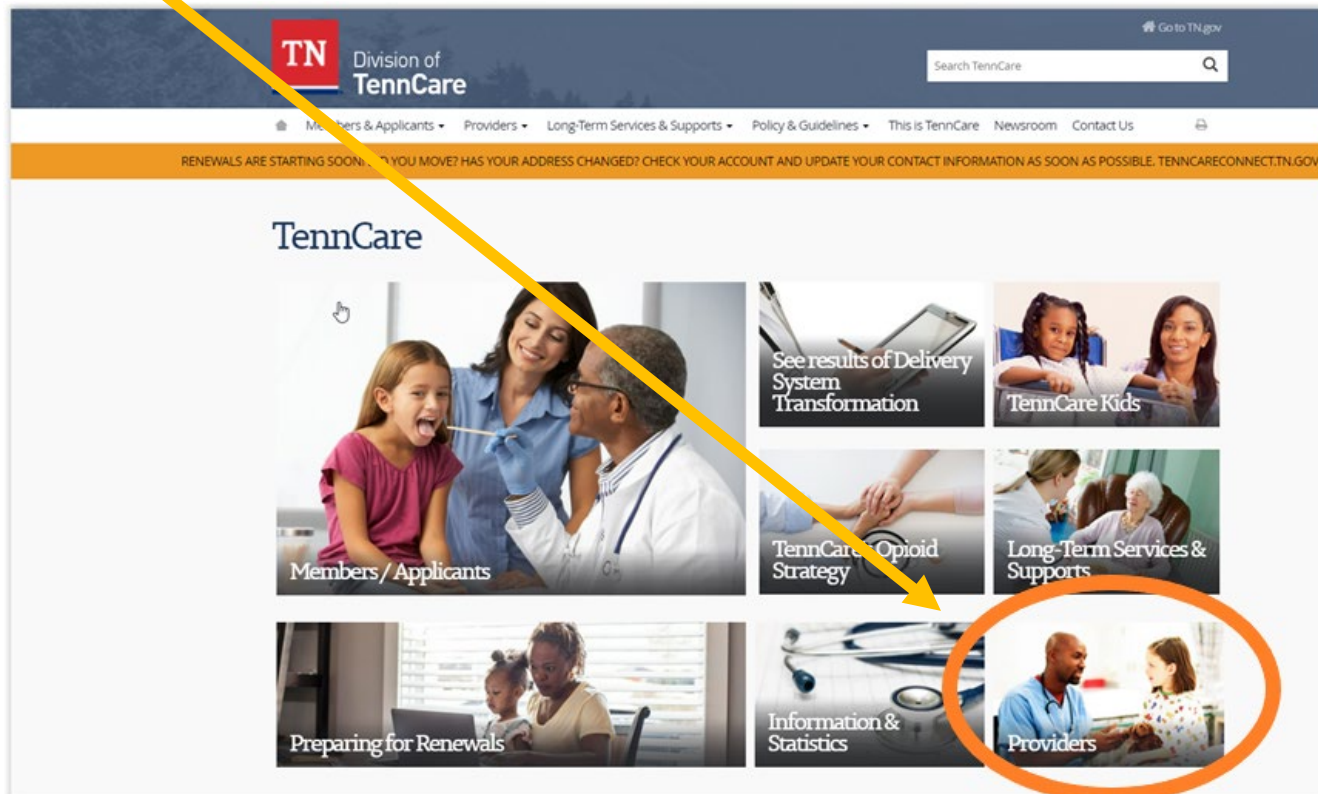 Go to TN.gov
TN
Division of
TennCare
Search TennCare
Members & Applicants
Providers
Long-Term Services & Supports
Policy & Guidelines
This is TennCare
Newsroom
Contact Us
RENEWALS ARE STARTING SOON! YOU MOVE? HAS YOUR ADDRESS CHANGED? CHECK YOUR ACCOUNT AND UPDATE YOUR CONTACT INFORMATION AS SOON AS POSSIBLE. TENNCARECONNECT.TN.GOV
TennCare
Members / Applicants
See results of Delivery
System
Transformation
TennCare Kids
TennCare Opioid
Strategy
Long-Term Services &
Supports
Preparing for Renewals
Information &
Statistics
Providers